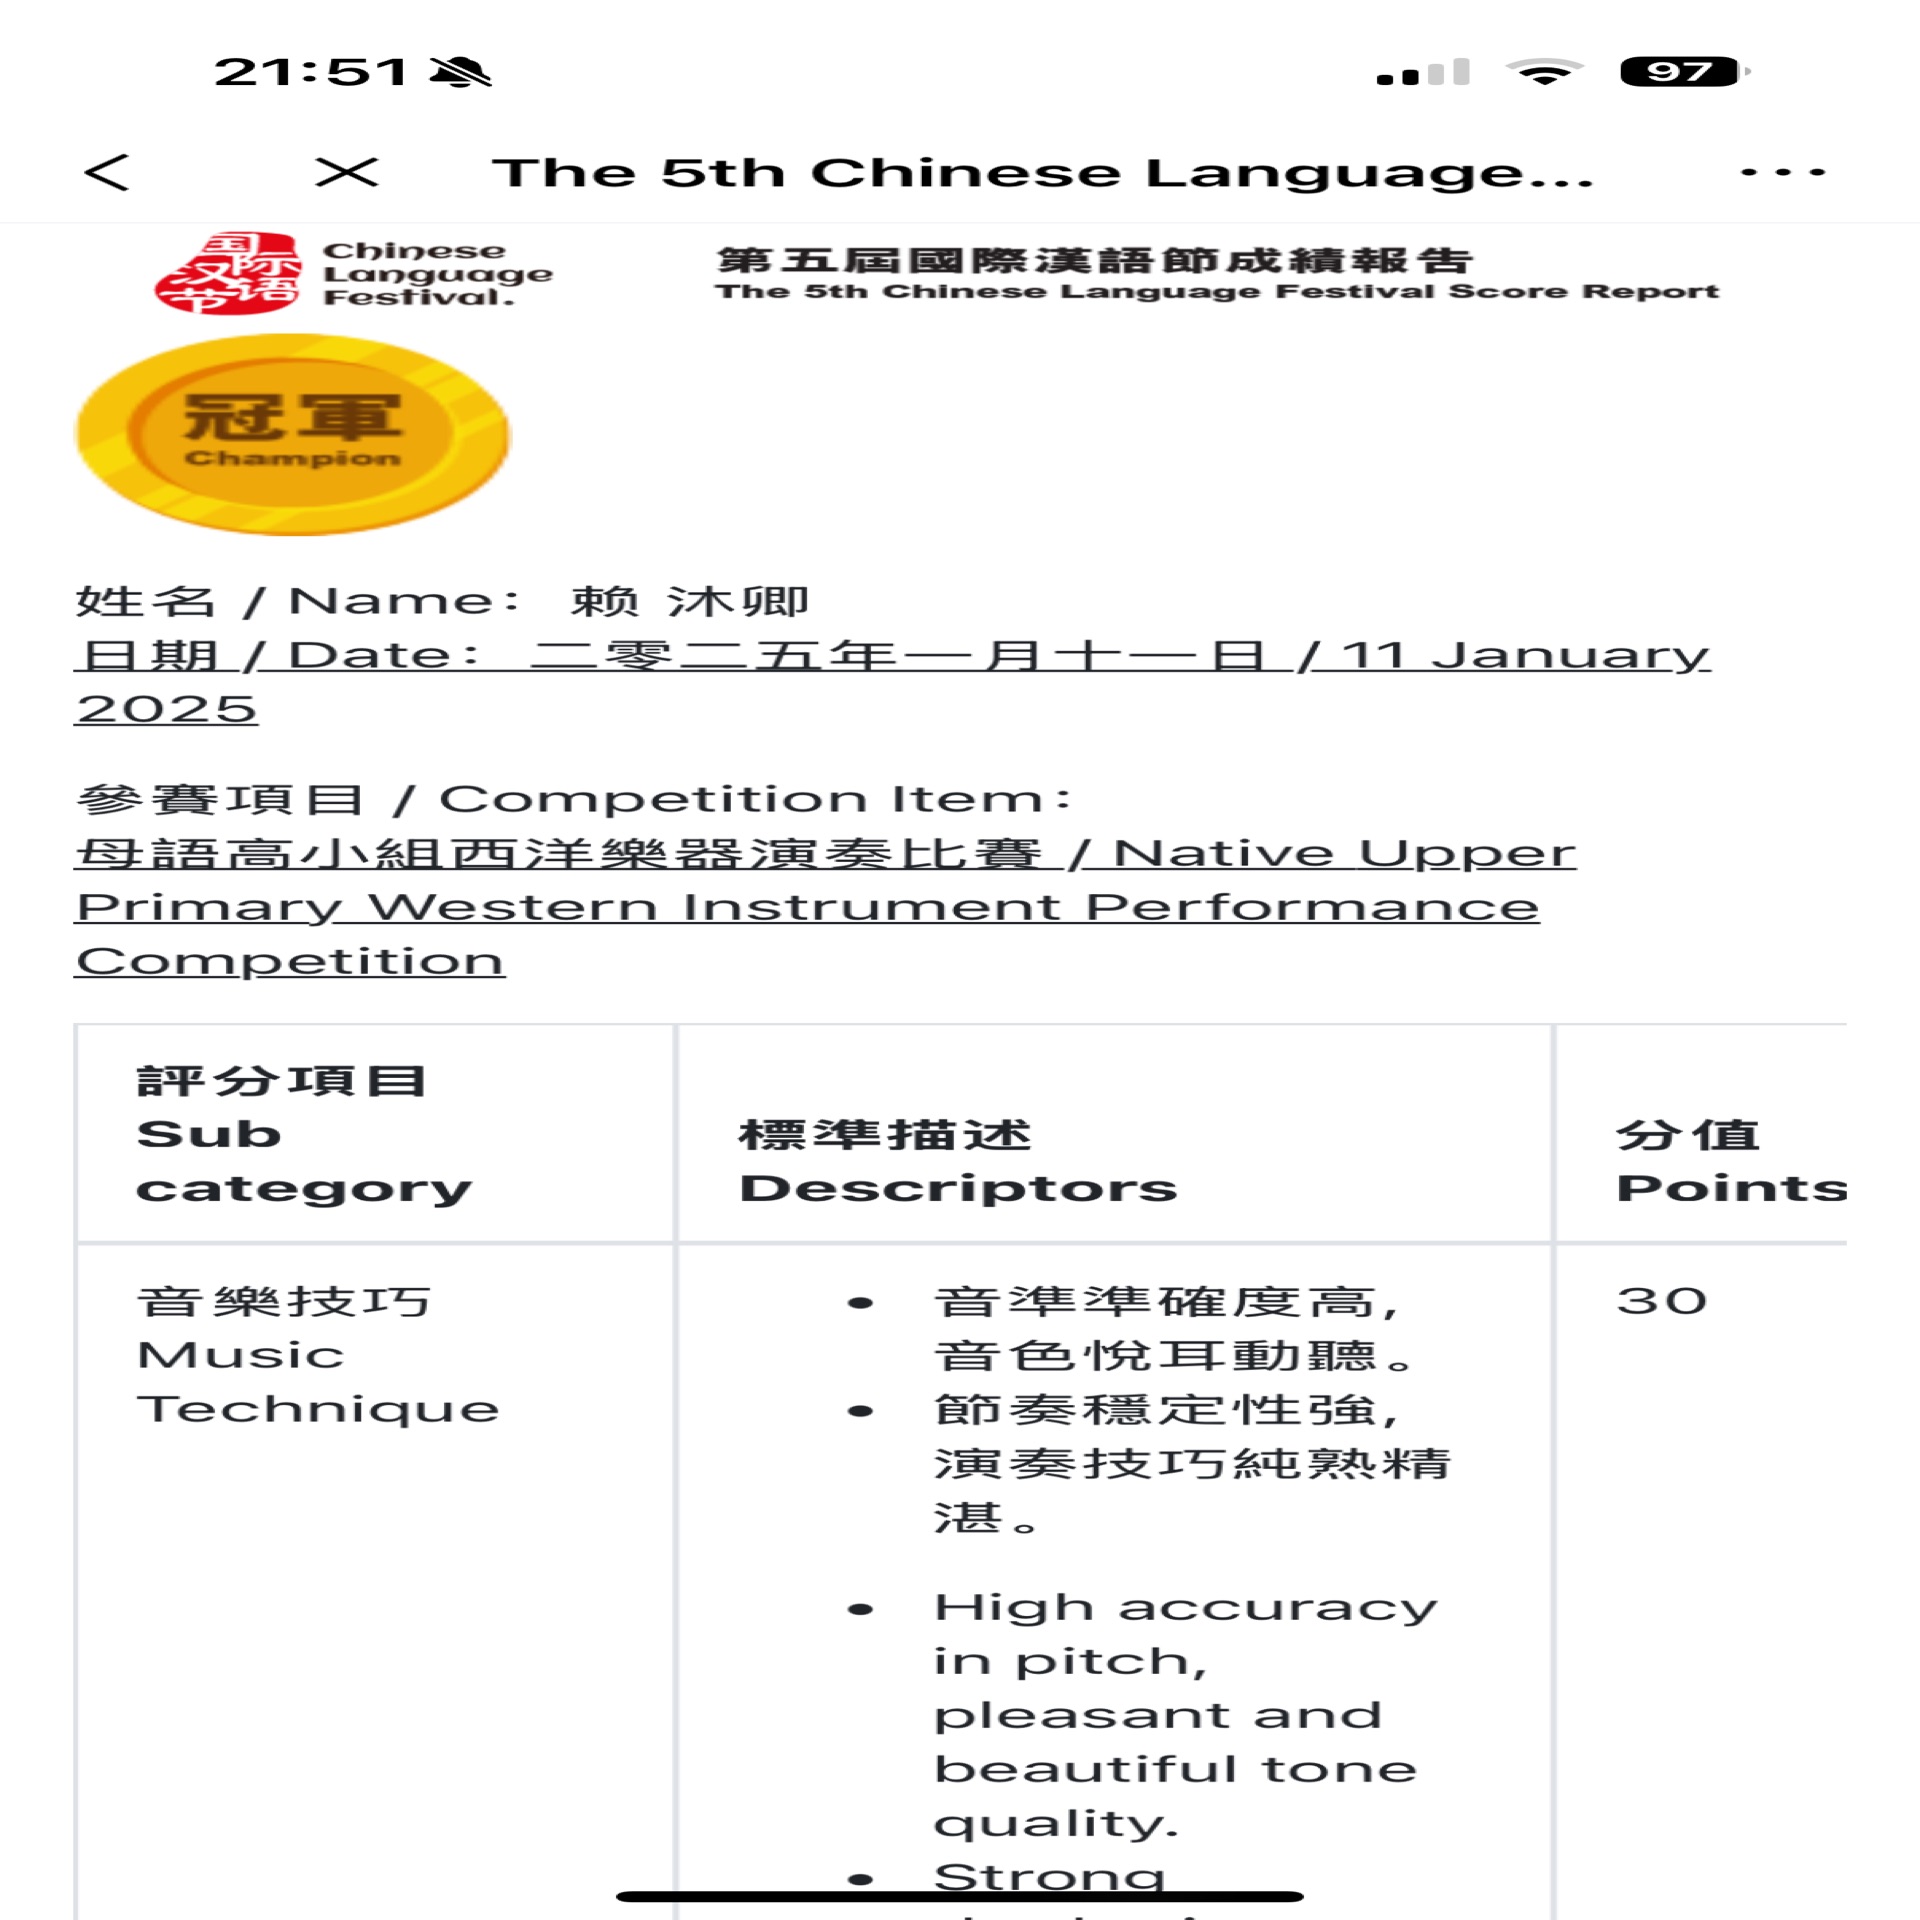 21:51
97
The 5th Chinese Language...
国际
汉语
节
Chinese
Language
Festival.
第五屆國際漢語節成績報告
The 5th Chinese Language Festival Score Report
冠軍
Champion
姓名 / Name: 赖 沐卿
日期 / Date: 二零二五年一月十一日 / 11 January
2025
參賽項目 / Competition Item:
母語高小組西洋樂器演奏比賽 / Native Upper
Primary Western Instrument Performance
Competition
評分項目
Sub
category
標準描述
Descriptors
分值
Points
音樂技巧
Music
Technique
• 音準準確度高,
音色悅耳動聽。
• 節奏穩定性強,
演奏技巧純熟精
湛。
• High accuracy
in pitch,
pleasant and
beautiful tone
quality.
• Strong
30